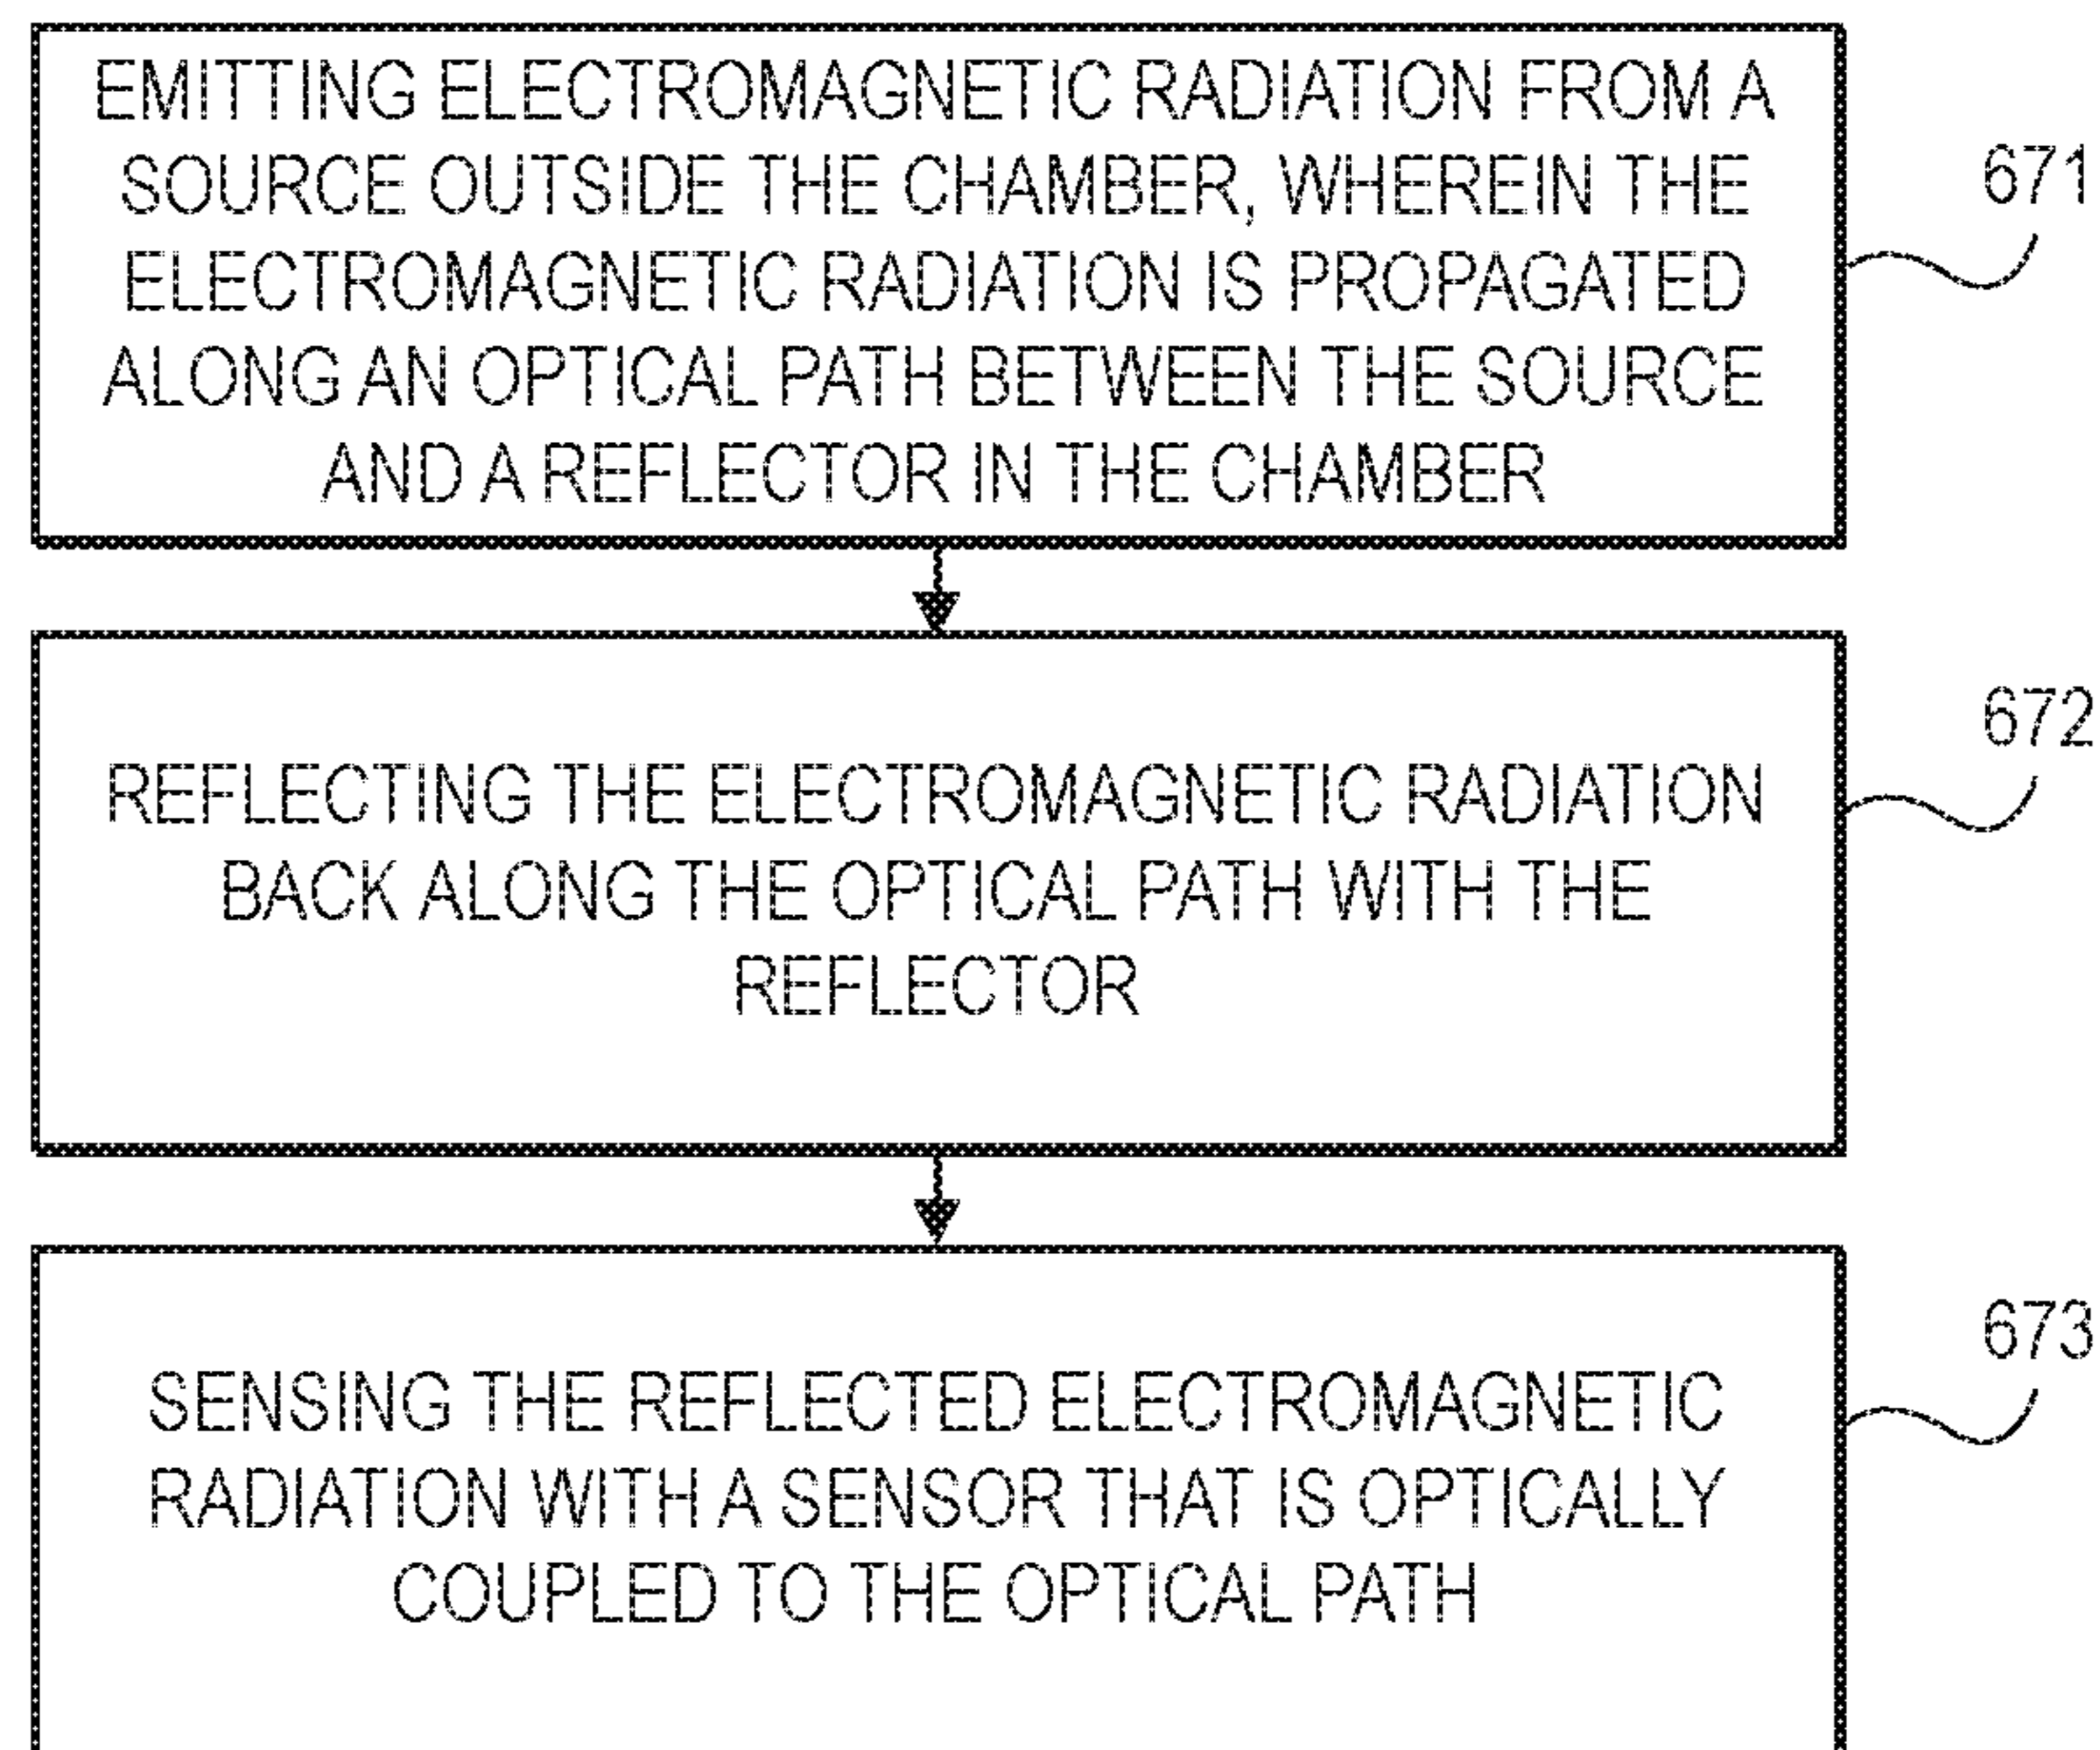 EMITTING ELECTROMAGNETIC RADIATION FROM A
SOURCE OUTSIDE THE CHAMBER, WHEREIN THE
ELECTROMAGNETIC RADIATION IS PROPAGATED
ALONG AN OPTICAL PATH BETWEEN THE SOURCE
AND A REFLECTOR IN THE CHAMBER
671
REFLECTING THE ELECTROMAGNETIC RADIATION
BACK ALONG THE OPTICAL PATH WITH THE
REFLECTOR
672
SENSING THE REFLECTED ELECTROMAGNETIC
RADIATION WITH A SENSOR THAT IS OPTICALLY
COUPLED TO THE OPTICAL PATH
673